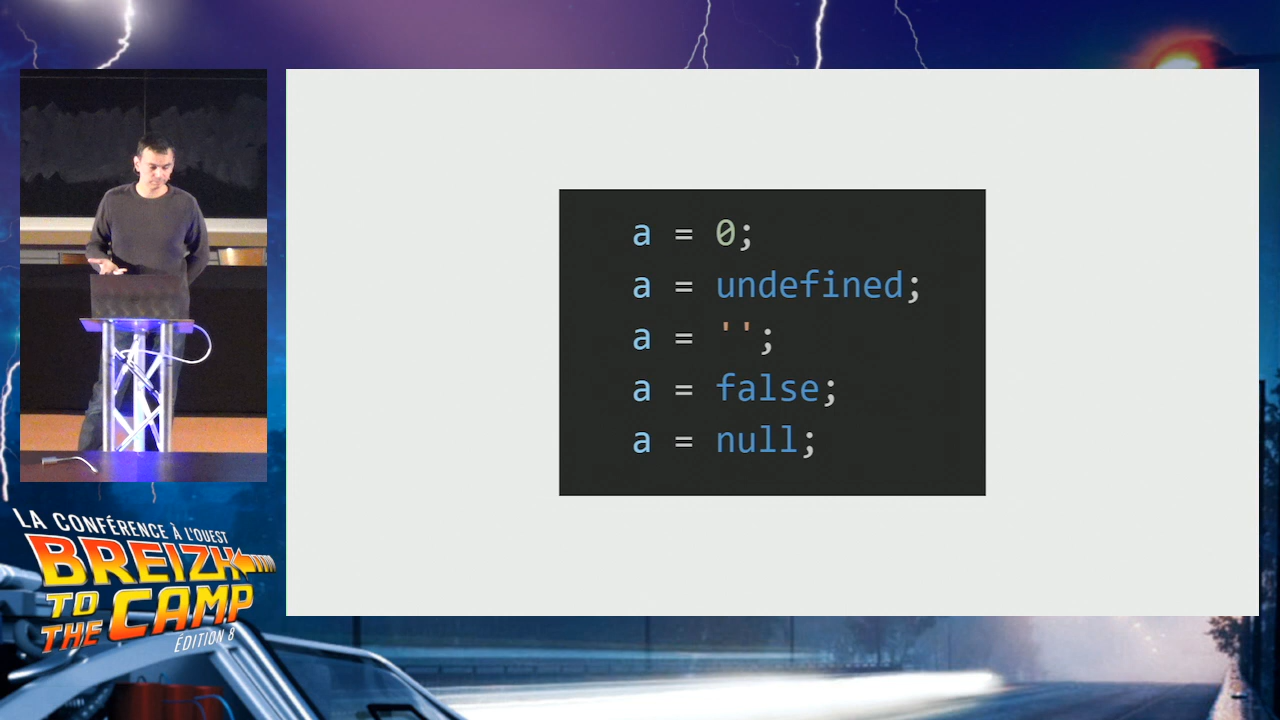 a = 0;
a = undefined;
a = '';
a = false;
a = null;
LA CONFÉRENCE À L'OUEST
BREIZH
TO
THE CAMP
ÉDITION 8